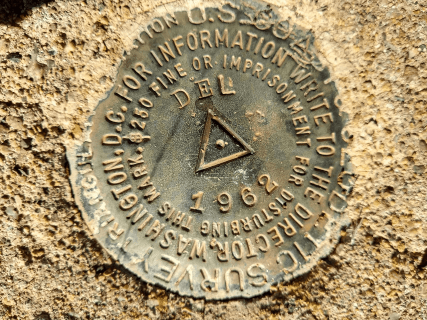 U.S.
SURVEY
FOR INFORMATION WRITE TO THE DIRECTOR, WASHINGTON, D.C.
$250 FINE OR IMPRISONMENT FOR DISTURBING THIS MARK.
DEL
1962